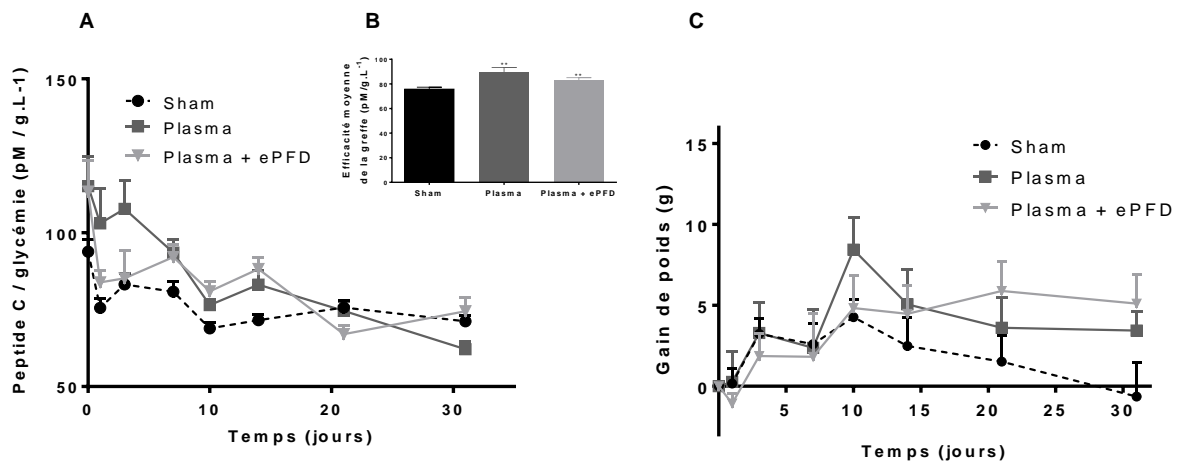 A
Peptide C / glycémie (pM / g.L-1)
150
100
50
0
10
20
30
Temps (jours)
Sham
Plasma
Plasma + ePFD
B
Efficacité moyenne
de la greffe (pM/g.L-1)
100
80
60
40
20
0
**
**
Sham
Plasma
Plasma + ePFD
C
Gain de poids (g)
15
10
5
0
5
10
15
20
25
30
Temps (jours)
Sham
Plasma
Plasma + ePFD